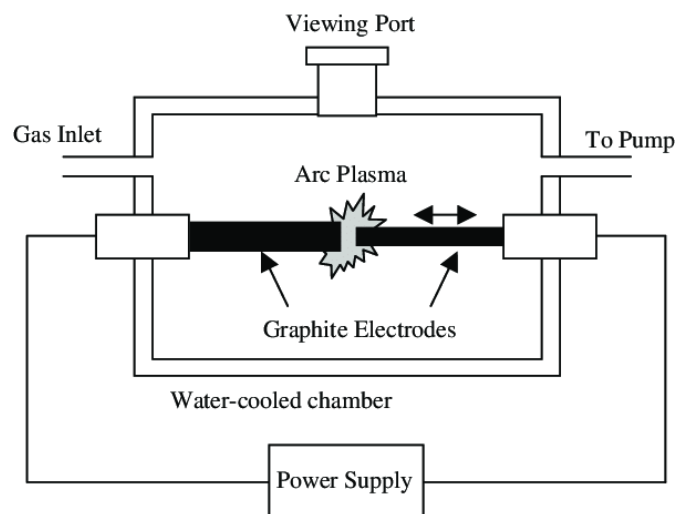 Viewing Port
Gas Inlet
To Pump
Arc Plasma
Graphite Electrodes
Water-cooled chamber
Power Supply